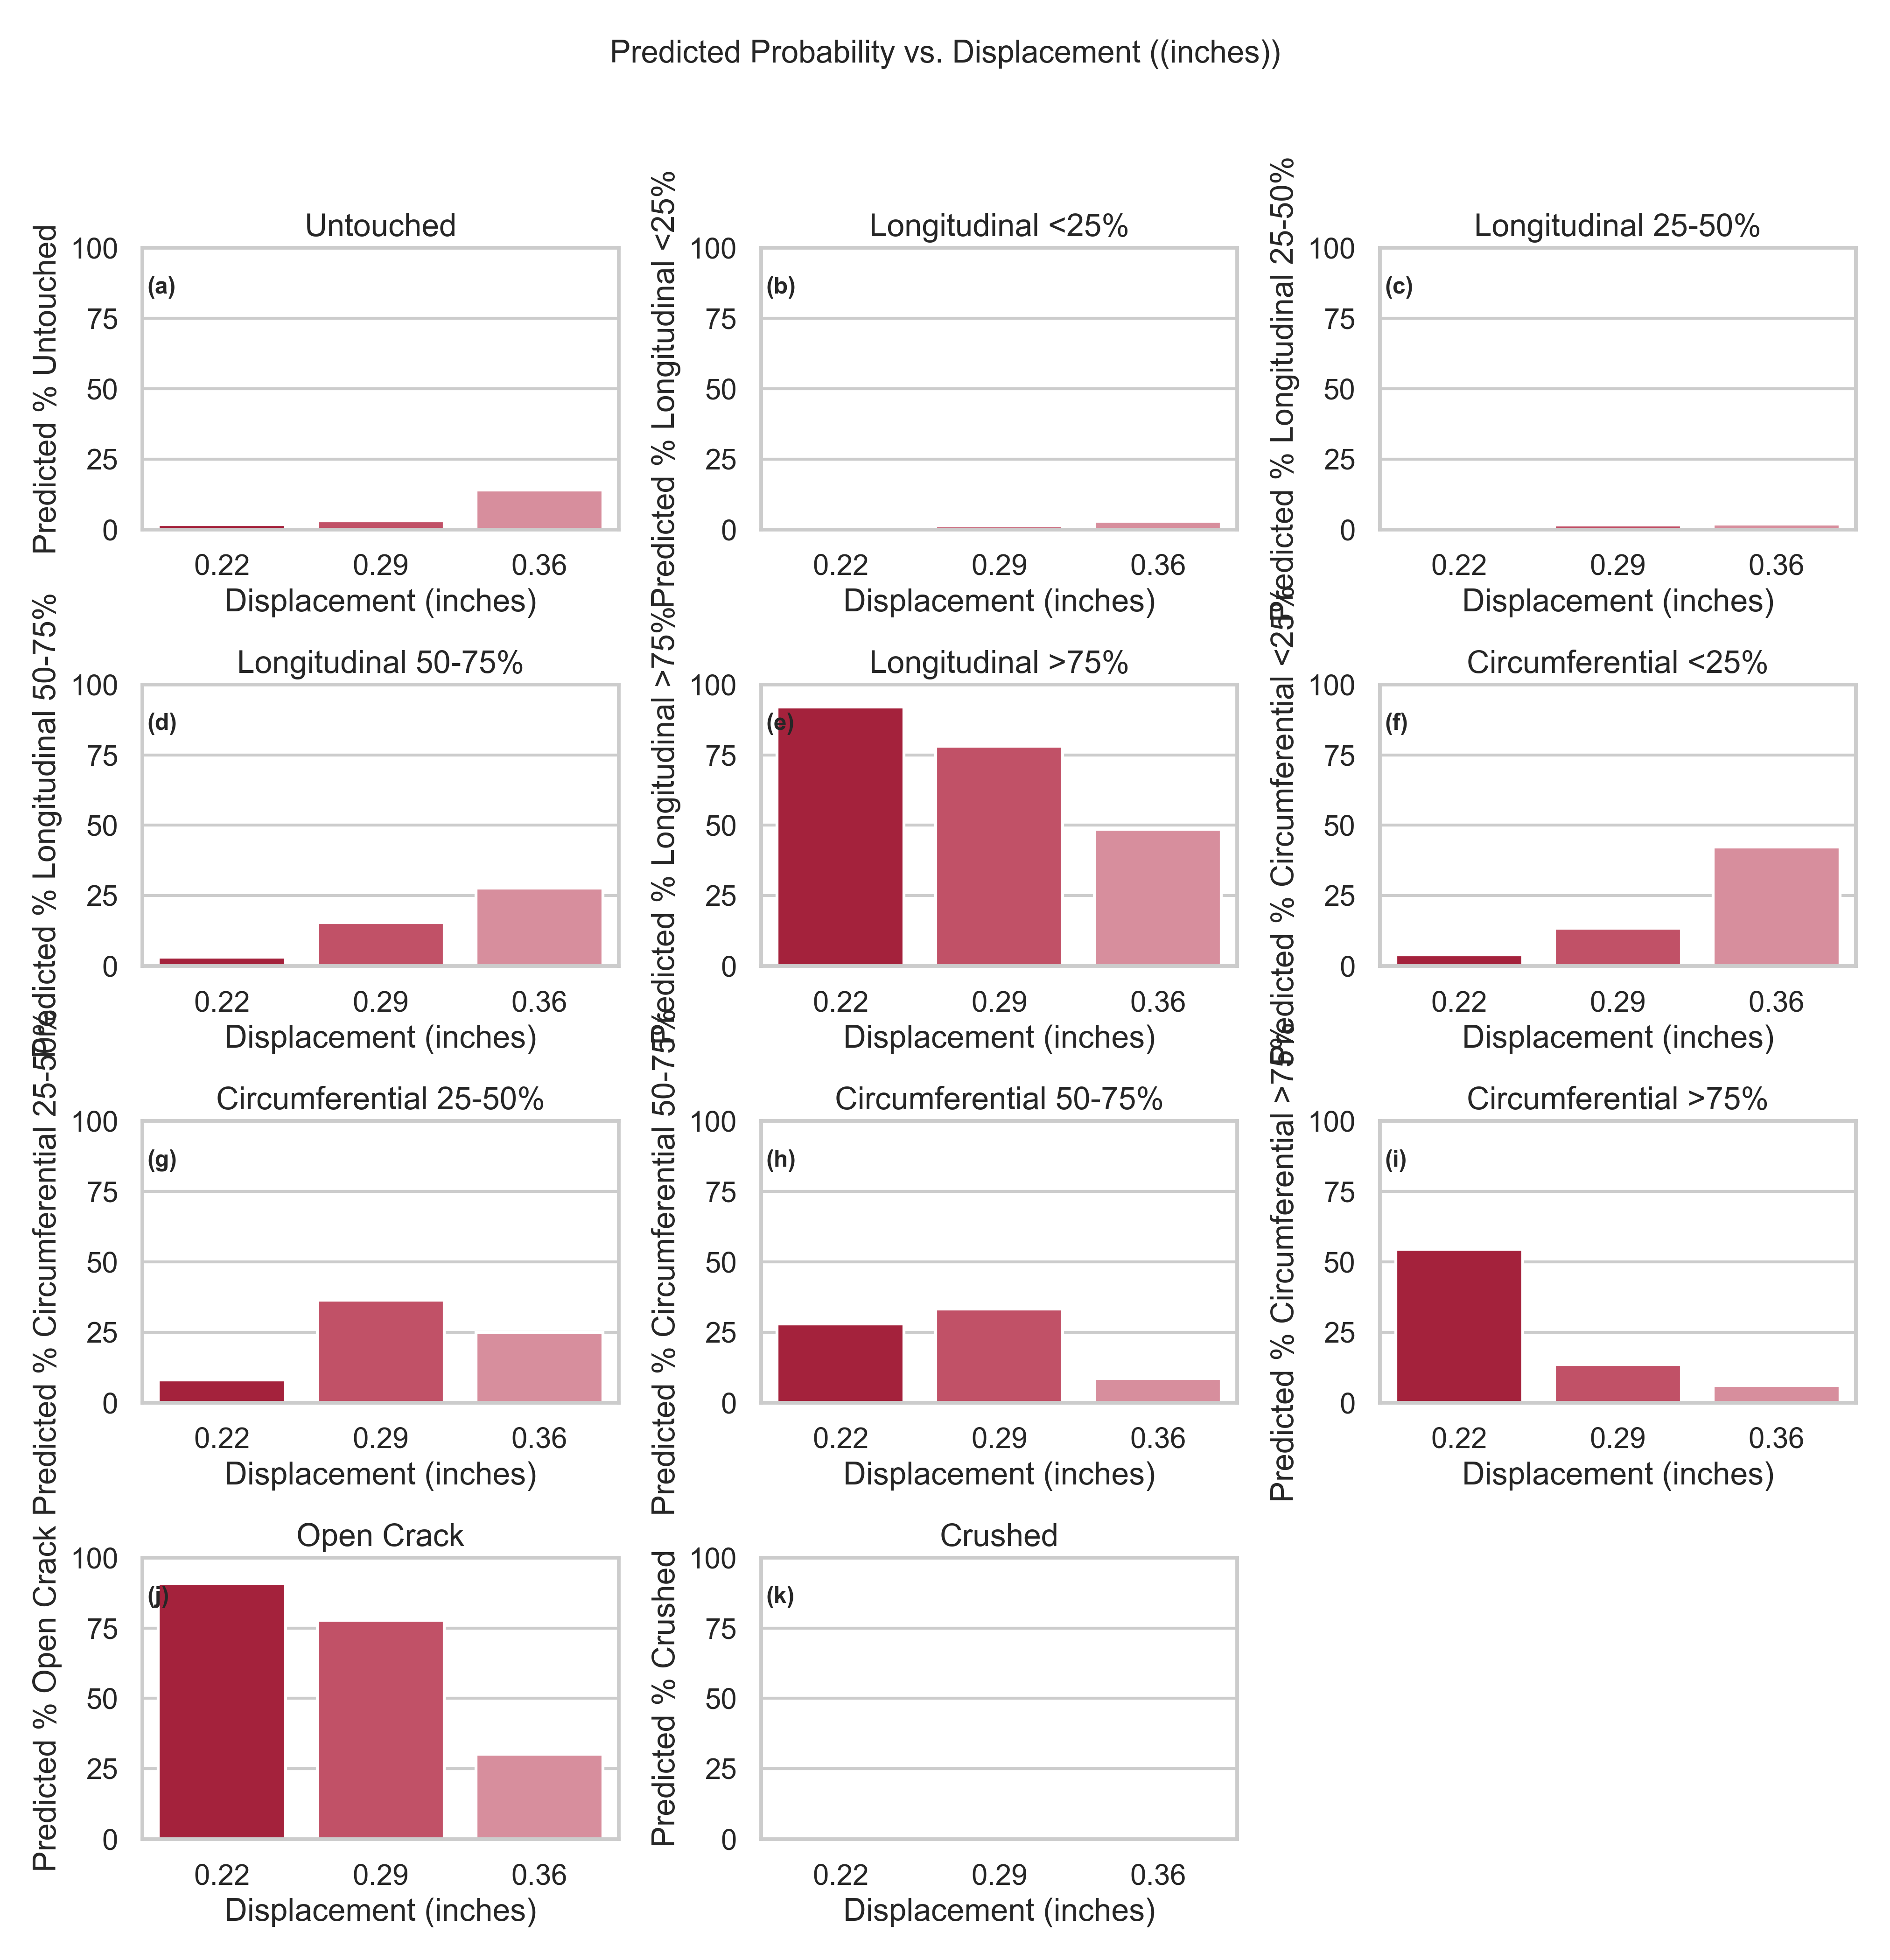 Predicted Probability vs. Displacement ((inches))
Untouched
Predicted % Untouched
100
75
50
25
0
(a)
0.22 0.29 0.36
Displacement (inches)
Longitudinal <25%
Predicted % Longitudinal <25%
100
75
50
25
0
(b)
0.22 0.29 0.36
Displacement (inches)
Longitudinal 25-50%
Predicted % Longitudinal 25-50%
100
75
50
25
0
(c)
0.22 0.29 0.36
Displacement (inches)
Longitudinal 50-75%
Predicted % Longitudinal 50-75%
100
75
50
25
0
(d)
0.22 0.29 0.36
Displacement (inches)
Longitudinal >75%
Predicted % Longitudinal >75%
100
75
50
25
0
(e)
0.22 0.29 0.36
Displacement (inches)
Circumferential <25%
Predicted % Circumferential <25%
100
75
50
25
0
(f)
0.22 0.29 0.36
Displacement (inches)
Circumferential 25-50%
Predicted % Circumferential 25-50%
100
75
50
25
0
(g)
0.22 0.29 0.36
Displacement (inches)
Circumferential 50-75%
Predicted % Circumferential 50-75%
100
75
50
25
0
(h)
0.22 0.29 0.36
Displacement (inches)
Circumferential >75%
Predicted % Circumferential >75%
100
75
50
25
0
(i)
0.22 0.29 0.36
Displacement (inches)
Open Crack
Predicted % Open Crack
100
75
50
25
0
(j)
0.22 0.29 0.36
Displacement (inches)
Crushed
Predicted % Crushed
100
75
50
25
0
(k)
0.22 0.29 0.36
Displacement (inches)